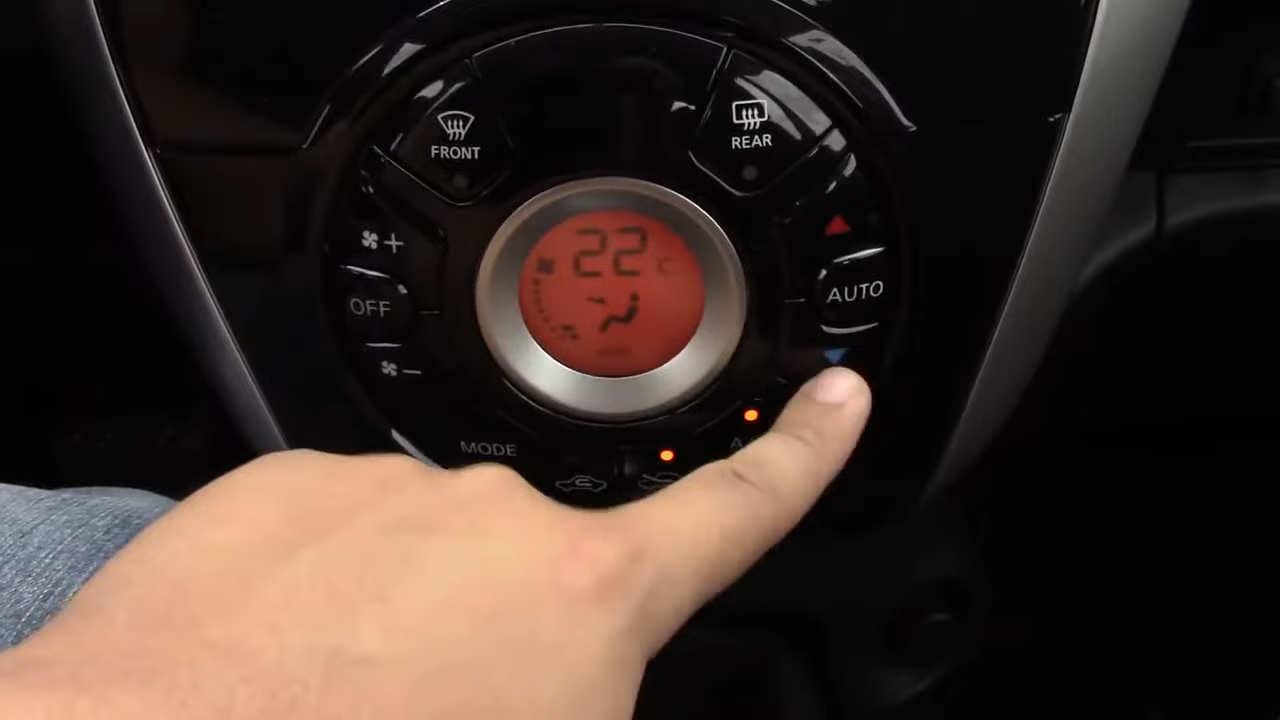 FRONT
REAR
22 C
+
OFF
AUTO
−
MODE